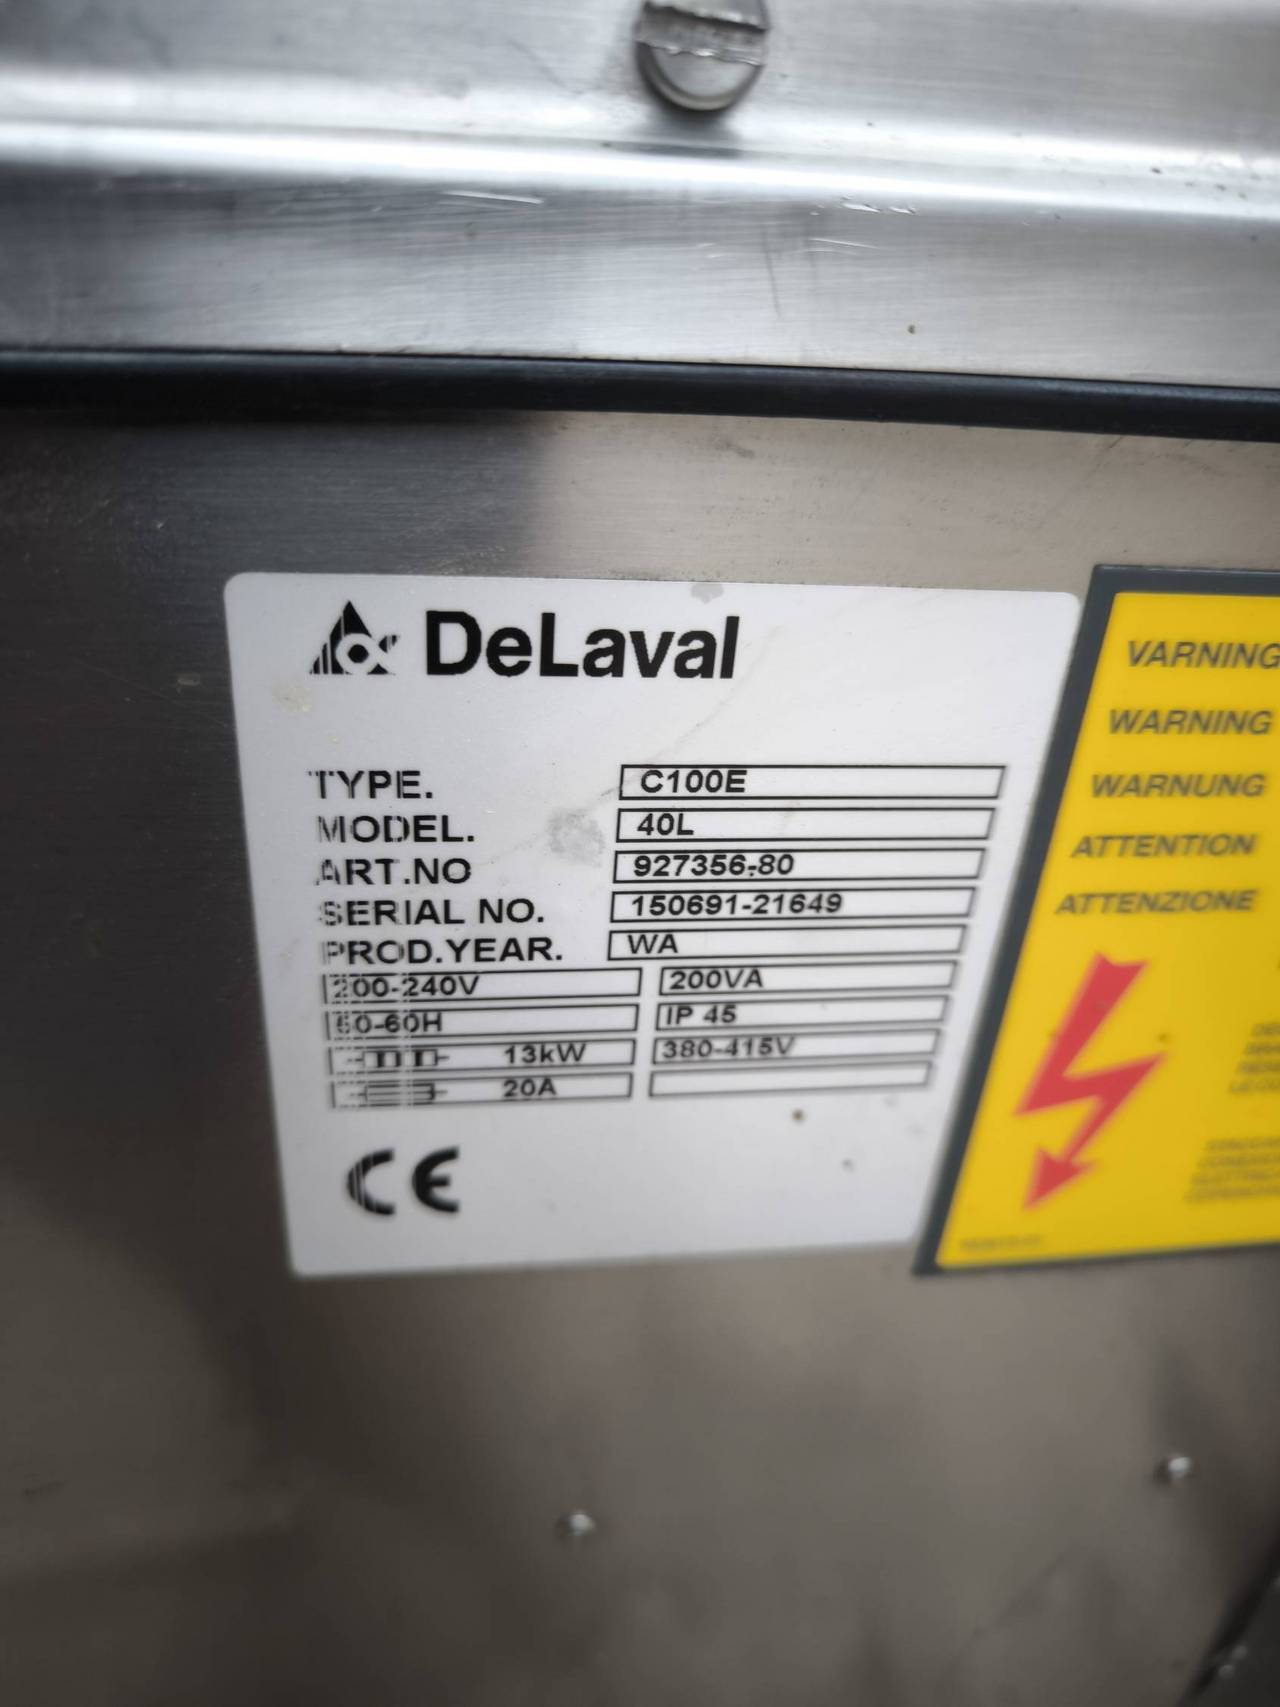 DeLaval
TYPE. C100E
MODEL. 40L
ART.NO 927356-80
SERIAL NO. 150691-21649
PROD.YEAR. WA
200-240V 200VA
50-60H IP 45
13kW 380-415V
20A
CE
VARNING
WARNING
WARNUNG
ATTENTION
ATTENZIONE